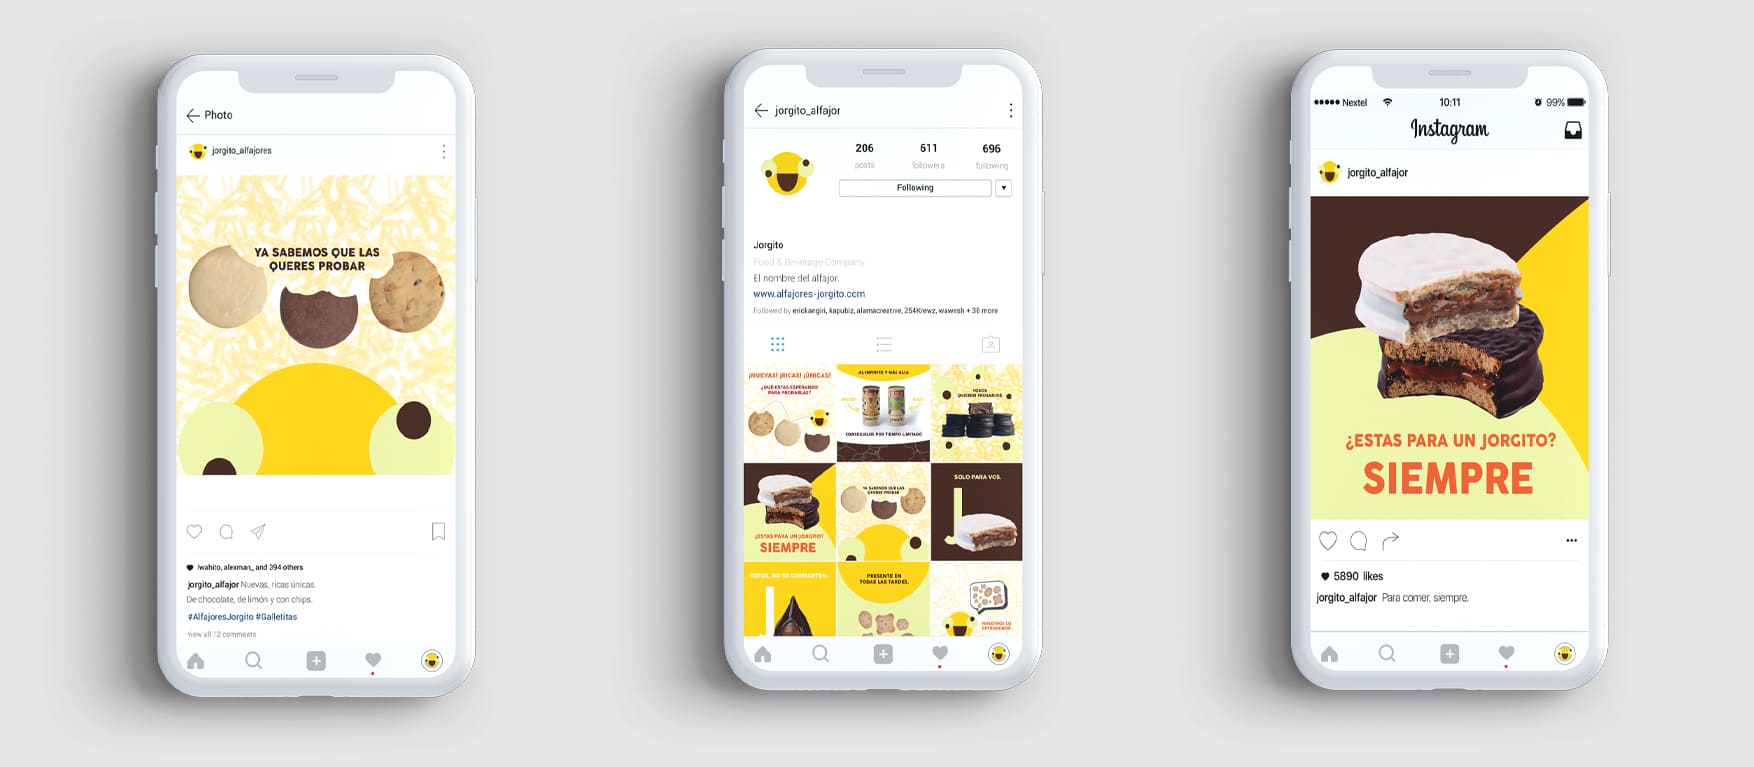 Photo
jorgito_alfajores
YA SABEMOS QUE LAS
QUERES PROBAR
lwahito, alexman_ and 394 others
jorgito_alfajor Nuevas, ricas únicas.
De chocolate, de limón y con chips.
#AlfajoresJorgito #Galletitas
view all 12 comments
jorgito_alfajor
206 611 696
posts followers following
Following
Jorgito
Food & Beverage Company
El nombre del alfajor.
www.alfajores-jorgito.com
Followed by erickangiri, kapubiz, alamacreative, 254Krewz, wawesh + 38 more
¡NUEVAS! ¡RICAS! ¡ÚNICAS!
¿QUÉ ESTAS ESPERANDO
PARA PROBARLAS?
AL INFINITO Y MÁS ALLÁ
CONSEGUILOS POR TIEMPO LIMITADO
TODOS
QUIEREN PROBARLOS
¿ESTAS PARA UN JORGITO?
SIEMPRE
YA SABEMOS QUE LAS
QUERES PROBAR
SOLO PARA VOS.
ESTOS, NO SE COMPARTEN.
PRESENTE EN
TODAS LAS TARDES.
NOSOTROS LO
ENTENDEMOS
Nextel 10:11 99%
Instagram
jorgito_alfajor
¿ESTAS PARA UN JORGITO?
SIEMPRE
5890 likes
jorgito_alfajor Para comer, siempre.